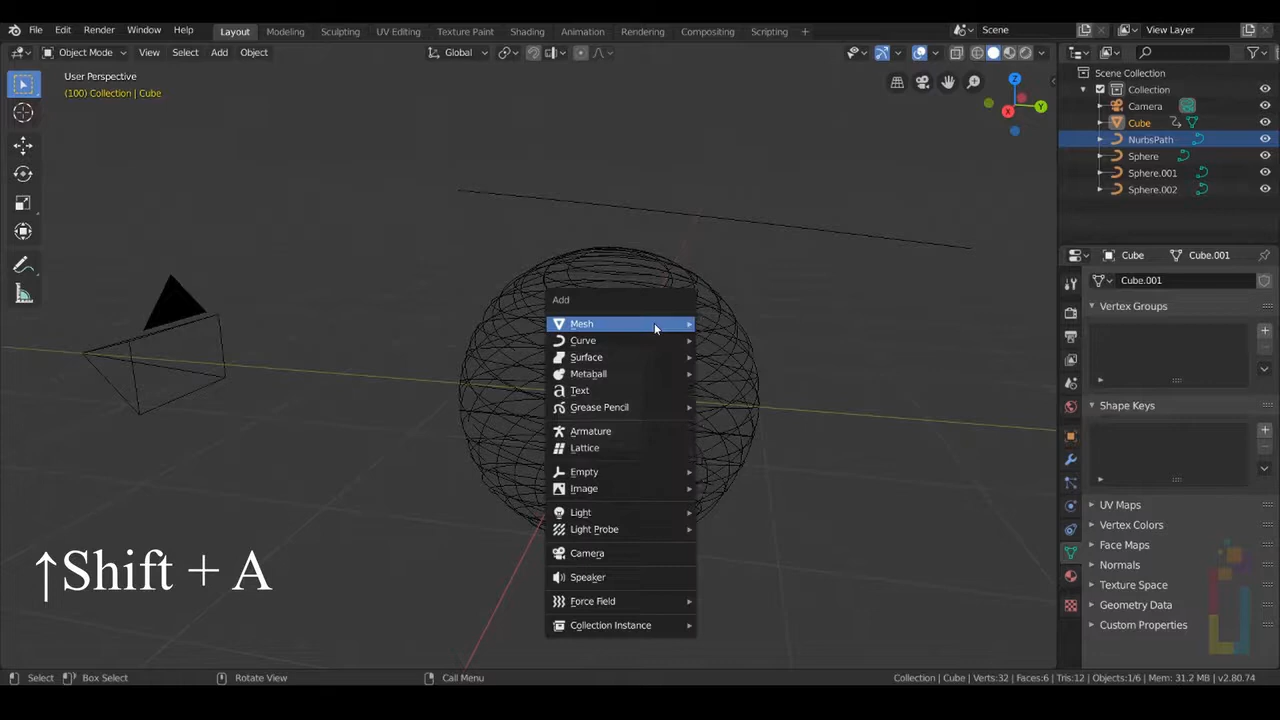 File Edit Render Window Help Layout Modeling Sculpting UV Editing Texture Paint Shading Animation Rendering Compositing Scripting + Scene View Layer
Object Mode View Select Add Object Global
User Perspective
(100) Collection | Cube
Z
Y
X
Scene Collection
Collection
Camera
Cube
NurbsPath
Sphere
Sphere.001
Sphere.002
Cube Cube.001
Cube.001
Vertex Groups
Shape Keys
UV Maps
Vertex Colors
Face Maps
Normals
Texture Space
Geometry Data
Custom Properties
Add
Mesh
Curve
Surface
Metaball
Text
Grease Pencil
Armature
Lattice
Empty
Image
Light
Light Probe
Camera
Speaker
Force Field
Collection Instance
↑Shift + A
Select Box Select Rotate View Call Menu Collection | Cube | Verts:32 | Faces:6 | Tris:12 | Objects:1/6 | Mem: 31.2 MB | v2.80.74